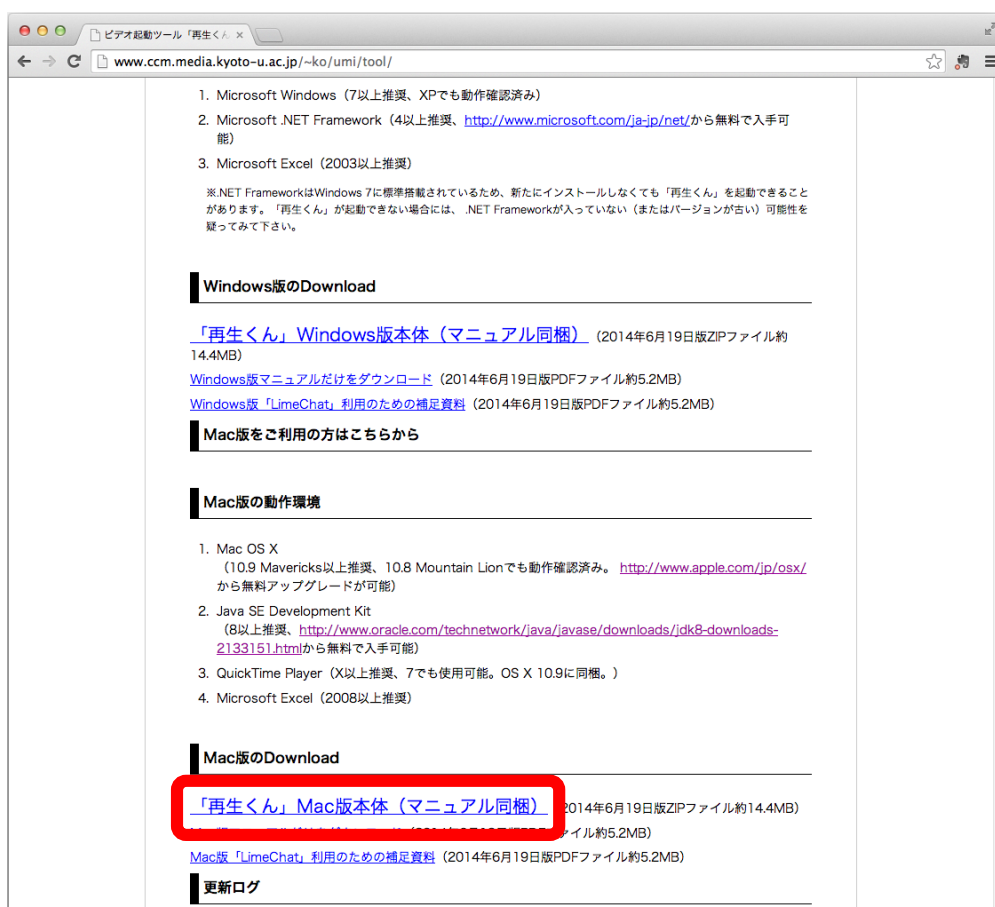 ビデオ起動ツール「再生くん
www.ccm.media.kyoto-u.ac.jp/~ko/umi/tool/
1. Microsoft Windows（7以上推奨、XPでも動作確認済み）
2. Microsoft .NET Framework（4以上推奨、http://www.microsoft.com/ja-jp/net/から無料で入手可
能）
3. Microsoft Excel（2003以上推奨）
※.NET FrameworkはWindows 7に標準搭載されているため、新たにインストールしなくても「再生くん」を起動できること
があります。「再生くん」が起動できない場合には、 .NET Frameworkが入っていない（またはバージョンが古い）可能性を
疑ってみて下さい。
Windows版のDownload
「再生くん」Windows版本体（マニュアル同梱）（2014年6月19日版ZIPファイル約
14.4MB）
Windows版マニュアルだけをダウンロード（2014年6月19日版PDFファイル約5.2MB）
Windows版「LimeChat」利用のための補足資料（2014年6月19日版PDFファイル約5.2MB）
Mac版をご利用の方はこちらから
Mac版の動作環境
1. Mac OS X
（10.9 Mavericks以上推奨、10.8 Mountain Lionでも動作確認済み。 http://www.apple.com/jp/osx/
から無料アップグレードが可能）
2. Java SE Development Kit
（8以上推奨、http://www.oracle.com/technetwork/java/javase/downloads/jdk8-downloads-
2133151.htmlから無料で入手可能）
3. QuickTime Player（X以上推奨、7でも使用可能。OS X 10.9に同梱。）
4. Microsoft Excel（2008以上推奨）
Mac版のDownload
「再生くん」Mac版本体（マニュアル同梱） 2014年6月19日版ZIPファイル約14.4MB）
ァイル約5.2MB）
Mac版「LimeChat」利用のための補足資料（2014年6月19日版PDFファイル約5.2MB）
更新ログ